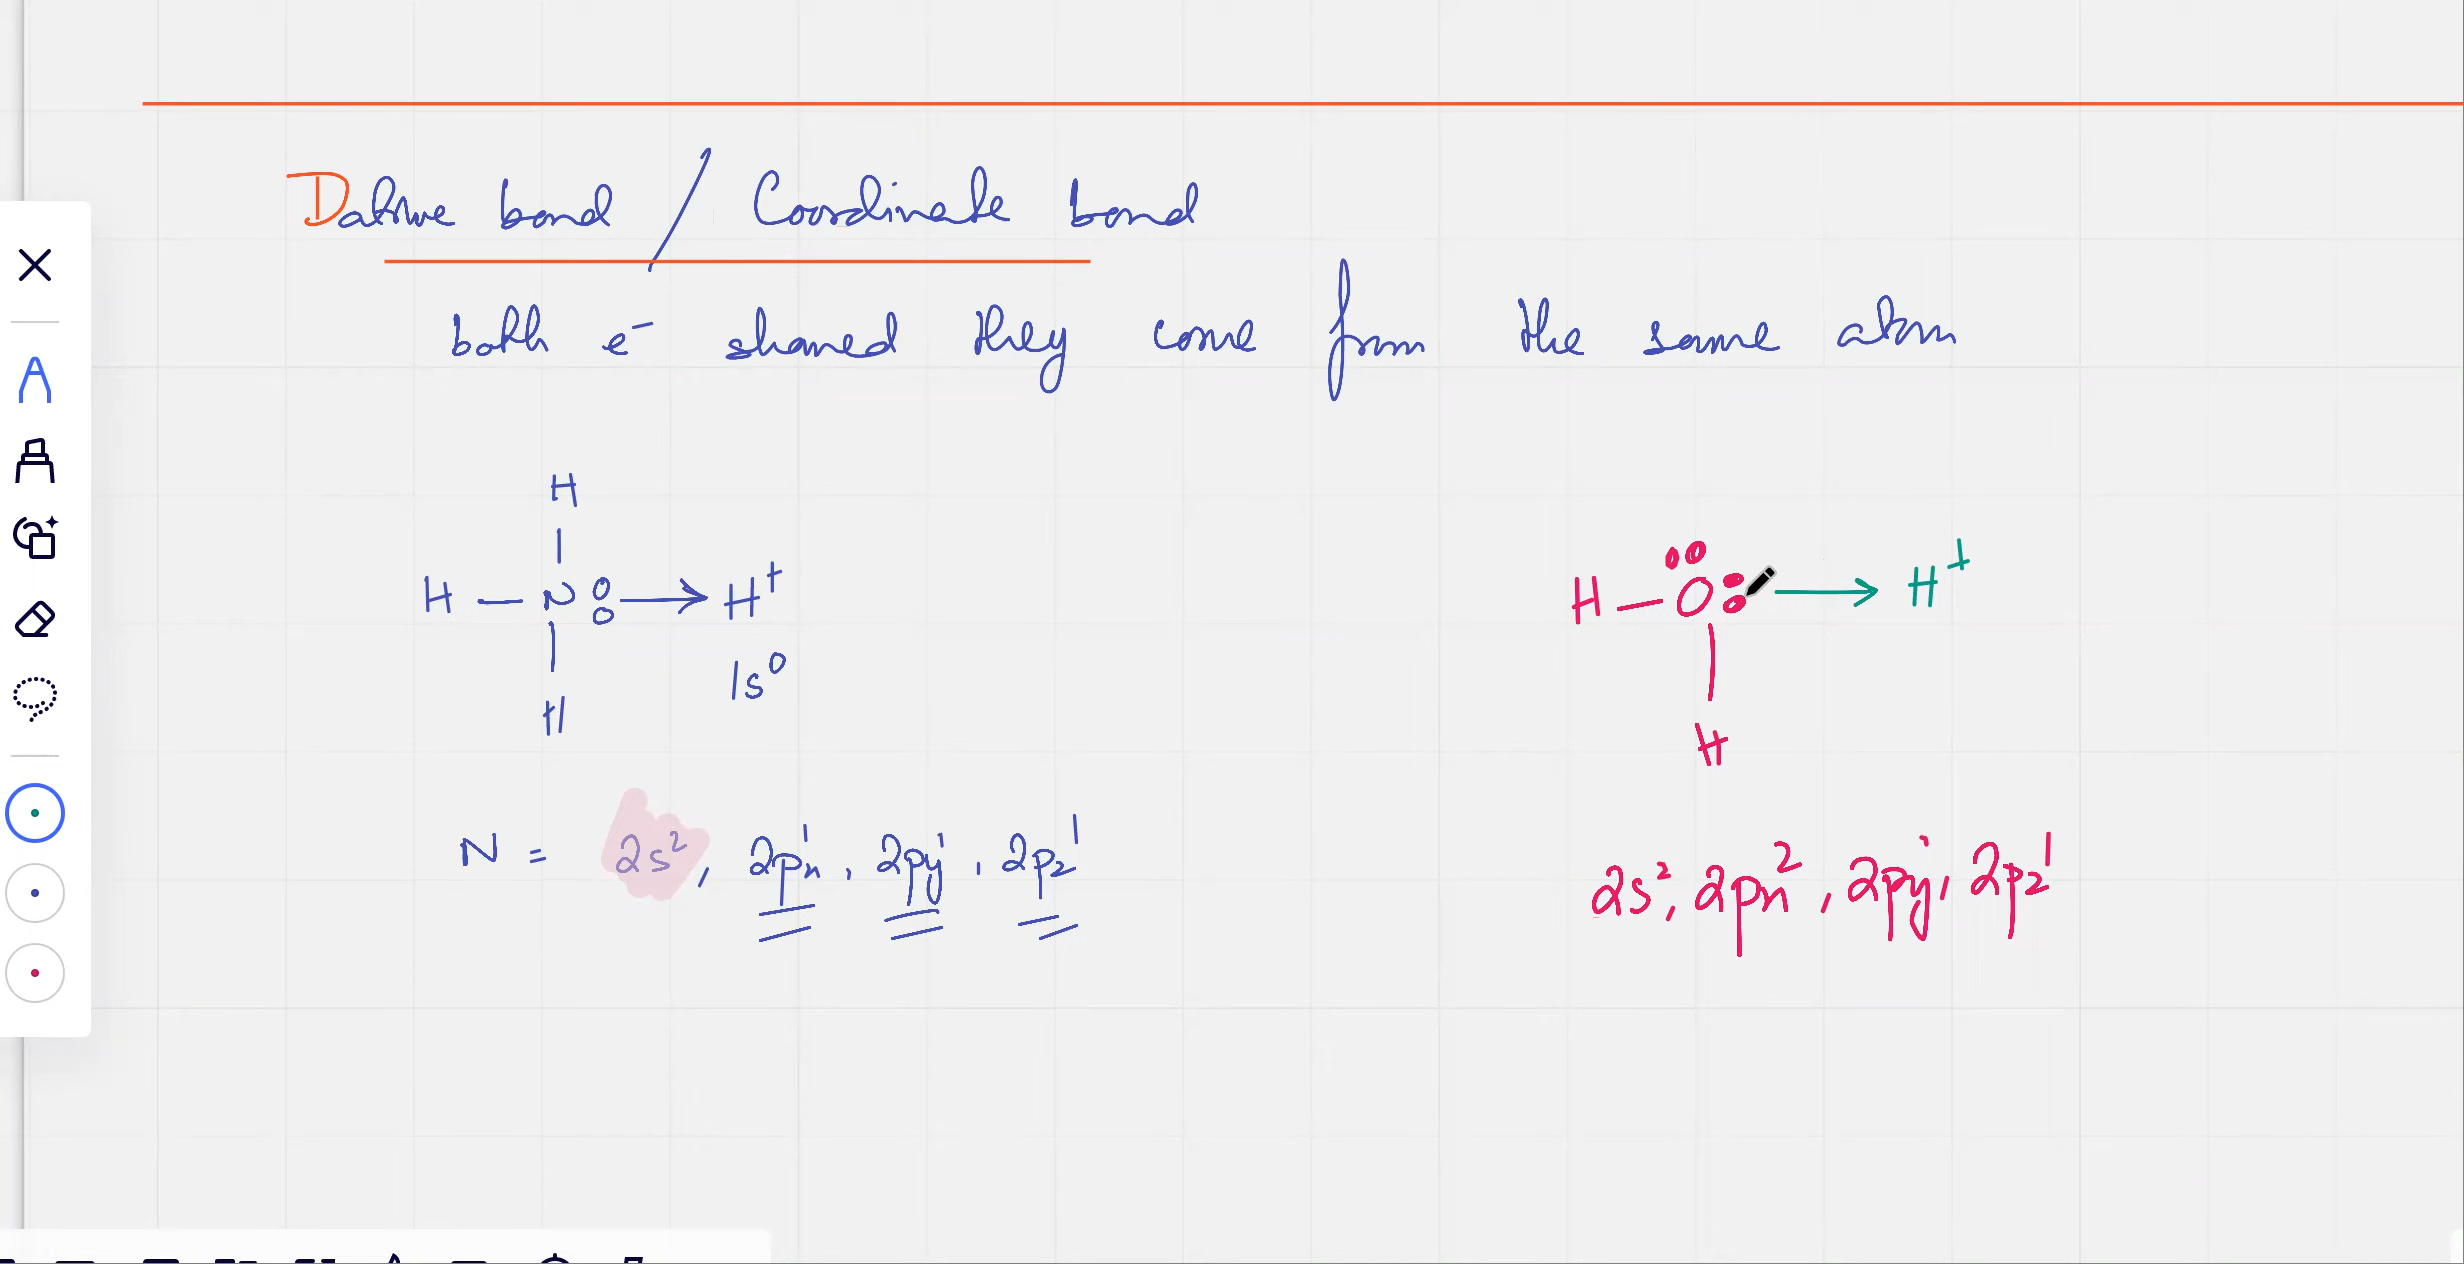 Dative bond / Coordinate bond
both e⁻ shared they come from the same atom
H
H — N 8 → H⁺
1s⁰
H
N = 2s², 2px¹, 2py¹, 2pz¹
H — O : → H⁺
H
2s², 2px², 2py¹, 2pz¹